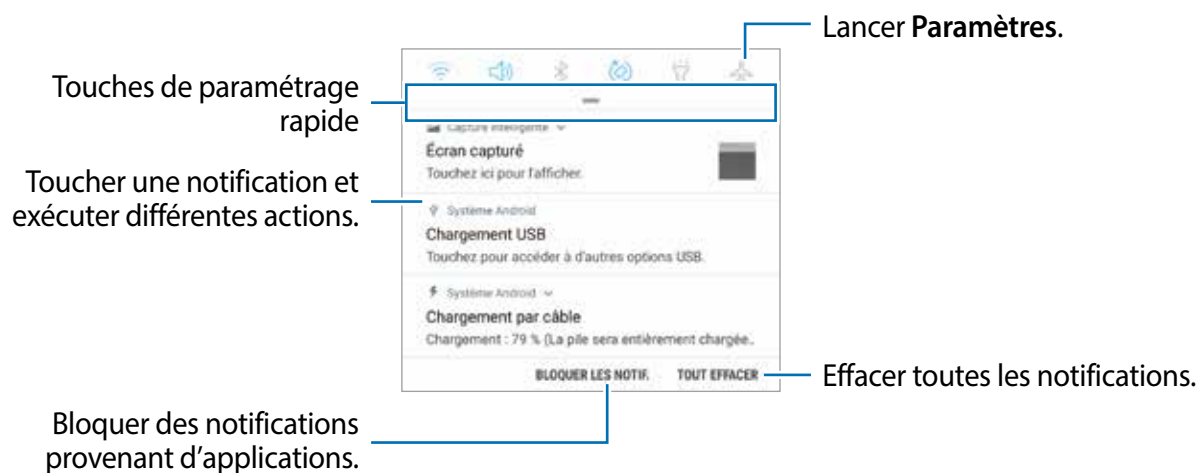 Lancer Paramètres.
Touches de paramétrage
rapide
Capture intelligente
Écran capturé
Touchez ici pour l'afficher.
Toucher une notification et
exécuter différentes actions.
Système Android
Chargement USB
Touchez pour accéder à d'autres options USB.
Système Android
Chargement par câble
Chargement : 79 % (La pile sera entièrement chargée..
BLOQUER LES NOTIF. TOUT EFFACER
Effacer toutes les notifications.
Bloquer des notifications
provenant d'applications.